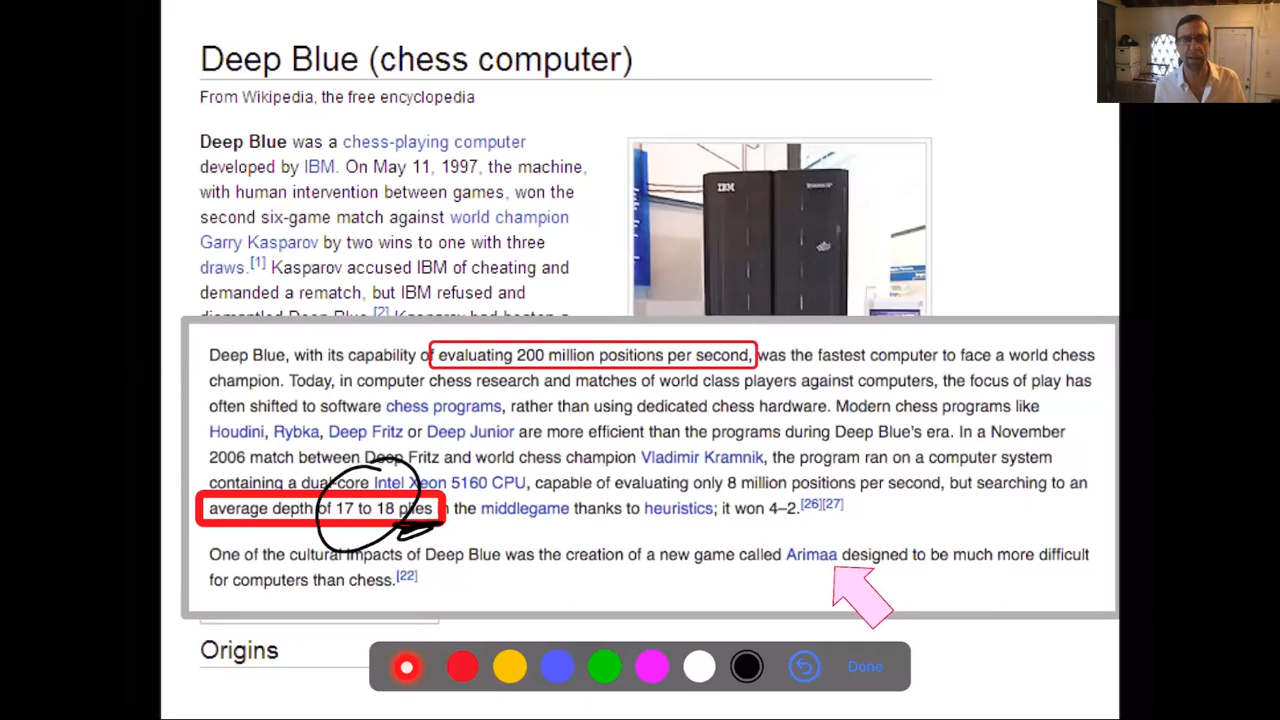 Deep Blue (chess computer)
From Wikipedia, the free encyclopedia
Deep Blue was a chess-playing computer
developed by IBM. On May 11, 1997, the machine,
with human intervention between games, won the
second six-game match against world champion
Garry Kasparov by two wins to one with three
draws.[1] Kasparov accused IBM of cheating and
demanded a rematch, but IBM refused and
dismantled Deep Blue.[2] Kasparov had beaten a
IBM
Deep Blue, with its capability of evaluating 200 million positions per second, was the fastest computer to face a world chess
champion. Today, in computer chess research and matches of world class players against computers, the focus of play has
often shifted to software chess programs, rather than using dedicated chess hardware. Modern chess programs like
Houdini, Rybka, Deep Fritz or Deep Junior are more efficient than the programs during Deep Blue's era. In a November
2006 match between Deep Fritz and world chess champion Vladimir Kramnik, the program ran on a computer system
containing a dual-core Intel Xeon 5160 CPU, capable of evaluating only 8 million positions per second, but searching to an
average depth of 17 to 18 plies in the middlegame thanks to heuristics; it won 4–2.[26][27]
One of the cultural impacts of Deep Blue was the creation of a new game called Arimaa designed to be much more difficult
for computers than chess.[22]
Origins
Done